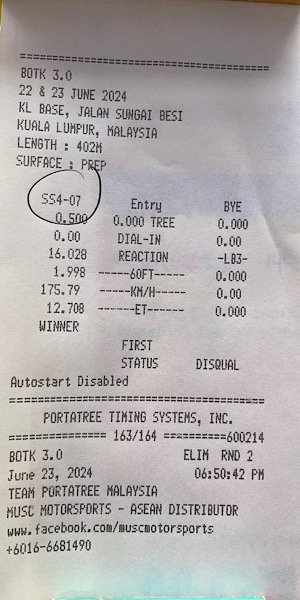 =====================================
BOTK 3.0
22 & 23 JUNE 2024
KL BASE, JALAN SUNGAI BESI
KUALA LUMPUR, MALAYSIA
LENGTH : 402M
SURFACE : PREP
SS4-07 Entry BYE
0.500 0.000 TREE 0.000
0.00 DIAL-IN 0.00
16.028 REACTION -LB3-
1.998 ------60FT------ 0.000
175.79 ------KM/H------ 0.00
12.708 -------ET------- 0.000
WINNER
FIRST
STATUS DISQUAL
Autostart Disabled
=====================================
PORTATREE TIMING SYSTEMS, INC.
============== 163/164 ==========600214
BOTK 3.0 ELIM RND 2
June 23, 2024 06:50:42 PM
TEAM PORTATREE MALAYSIA
MUSC MOTORSPORTS - ASEAN DISTRIBUTOR
www.facebook.com/muscmotorsports
+6016-6681490